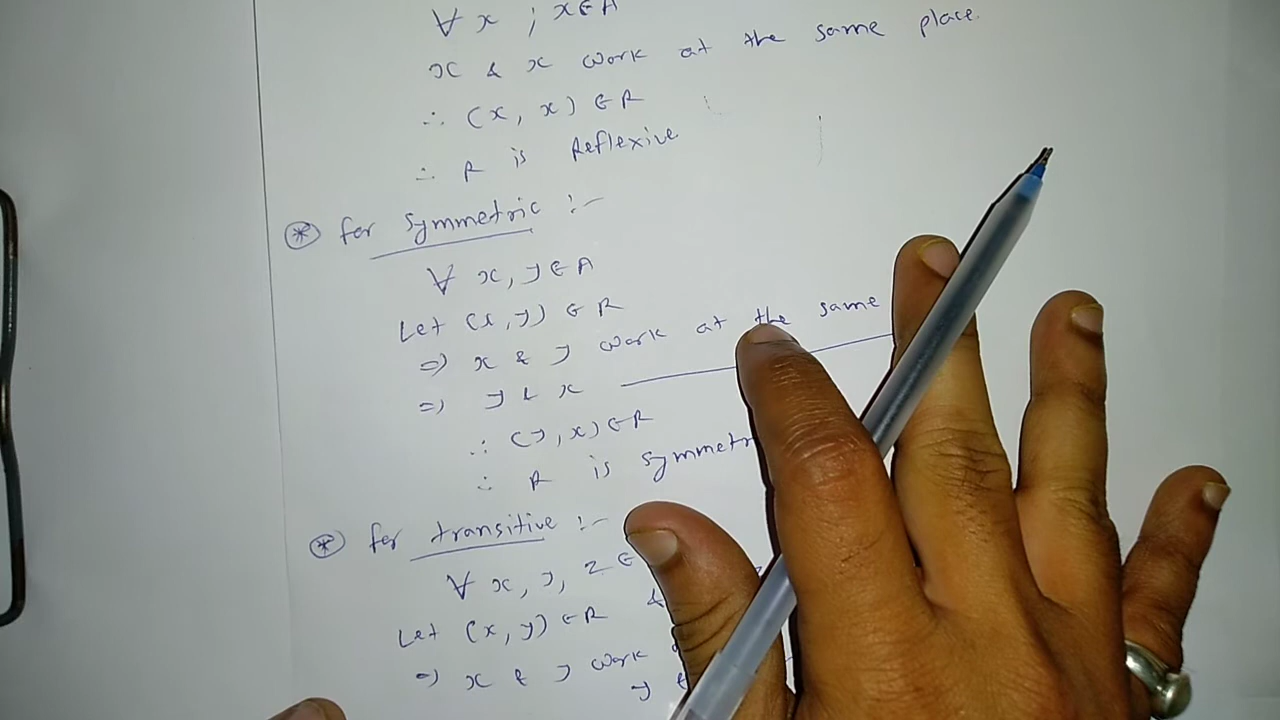 ∀ x ; x ∈ A
x & x work at the same place.
∴ (x, x) ∈ R
∴ R is Reflexive
* for symmetric :-
∀ x, y ∈ A
Let (x, y) ∈ R
⇒ x & y work at the same
⇒ y & x
∴ (y, x) ∈ R
∴ R is symmetr
* for transitive :-
∀ x, y, z ∈
Let (x, y) ∈ R &
⇒ x & y work
y &